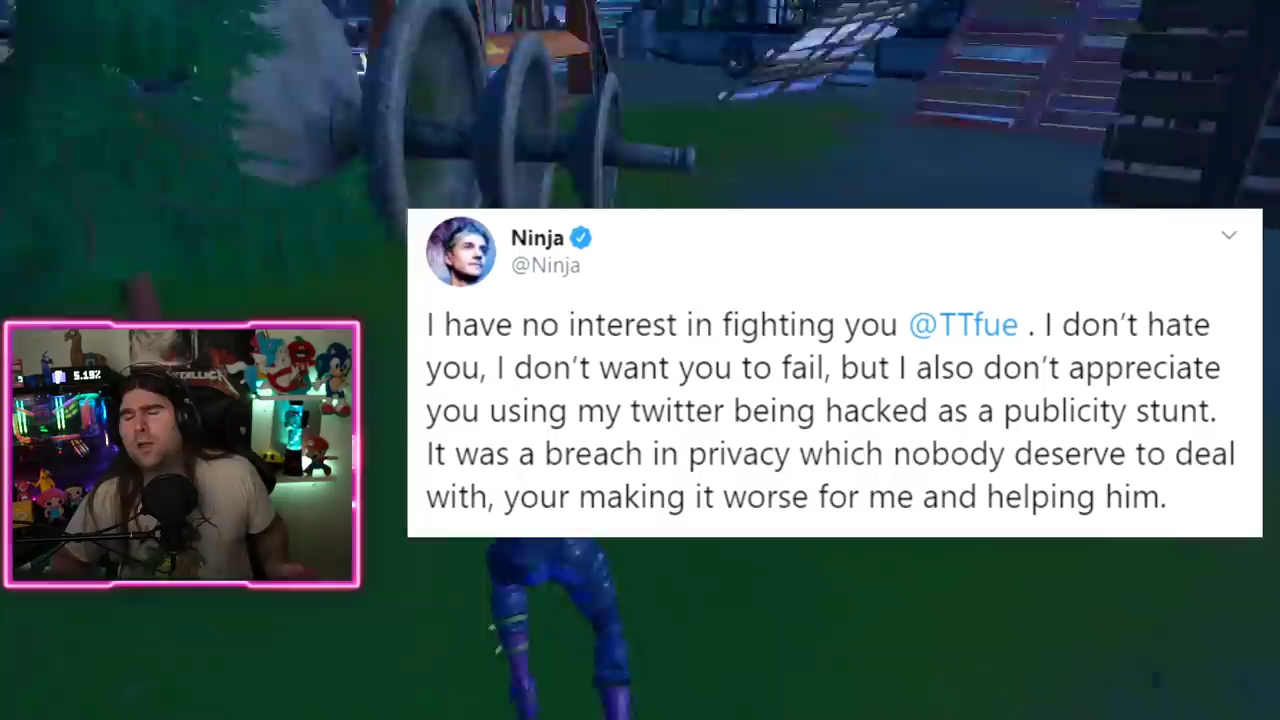 Ninja
@Ninja
I have no interest in fighting you @TTfue . I don’t hate
you, I don’t want you to fail, but I also don’t appreciate
you using my twitter being hacked as a publicity stunt.
It was a breach in privacy which nobody deserve to deal
with, your making it worse for me and helping him.
METALLICA